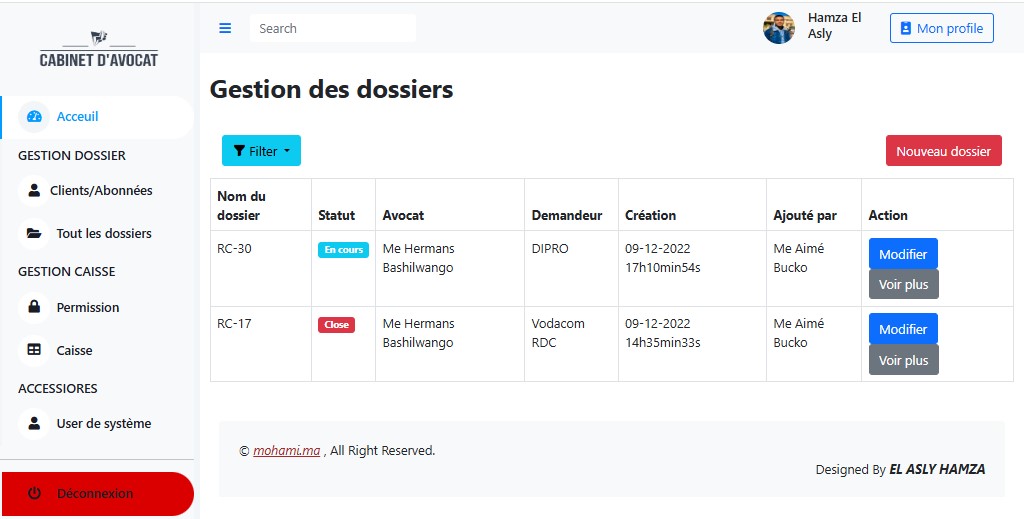 CABINET D'AVOCAT
Acceuil
GESTION DOSSIER
Clients/Abonnées
Tout les dossiers
GESTION CAISSE
Permission
Caisse
ACCESSIORES
User de système
Déconnexion
Search
Hamza El
Asly
Mon profile
Gestion des dossiers
Filter
Nouveau dossier
Nom du
dossier Statut Avocat Demandeur Création Ajouté par Action
RC-30 En cours Me Hermans DIPRO 09-12-2022 Me Aimé Modifier
Bashilwango 17h10min54s Bucko Voir plus
RC-17 Close Me Hermans Vodacom 09-12-2022 Me Aimé Modifier
Bashilwango RDC 14h35min33s Bucko Voir plus
© mohami.ma , All Right Reserved.
Designed By EL ASLY HAMZA